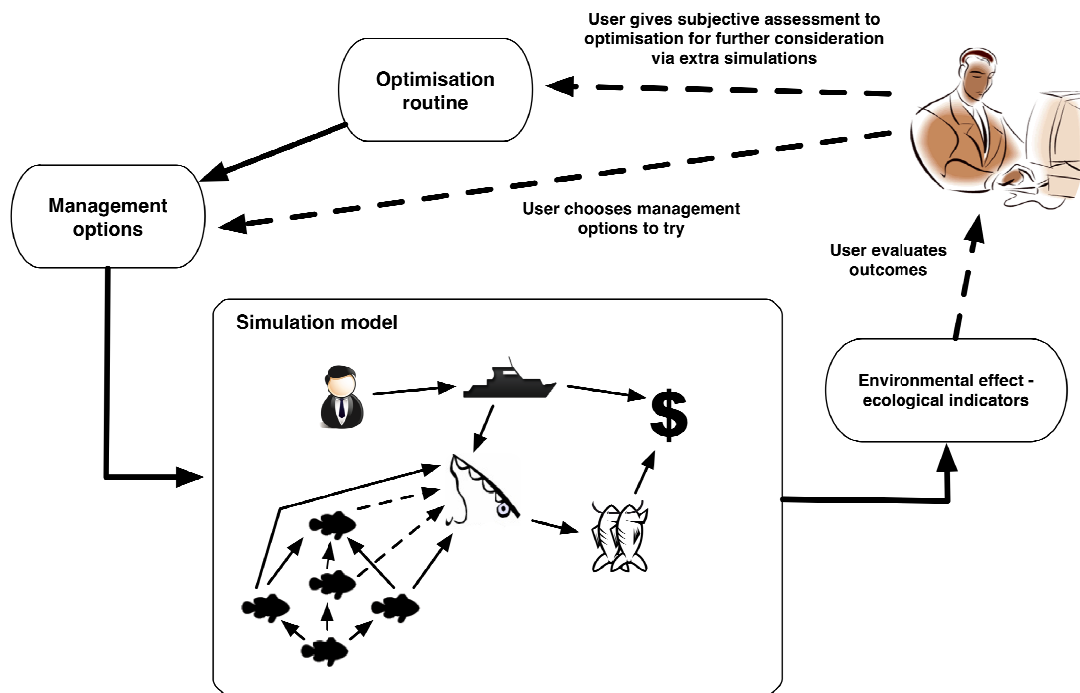 User gives subjective assessment to
optimisation for further consideration
via extra simulations
Optimisation
routine
Management
options
User chooses management
options to try
User evaluates
outcomes
Simulation model
$
Environmental effect -
ecological indicators